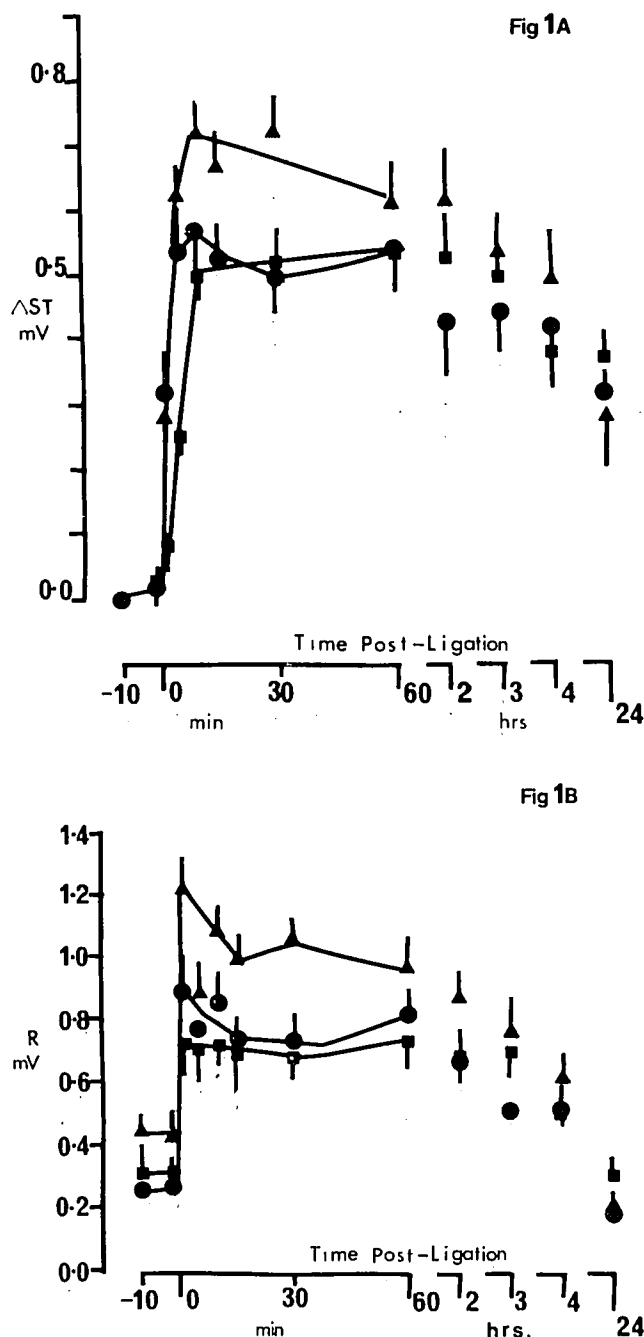 Fig 1A
0·8
0·5
ΔST
mV
0·0
Time Post-Ligation
-10 0 30 60 2 3 4 24
min hrs
Fig 1B
1·4
1·2
1·0
0·8
R
mV
0·6
0·4
0·2
0·0
Time Post-Ligation
-10 0 30 60 2 3 4 24
min hrs.